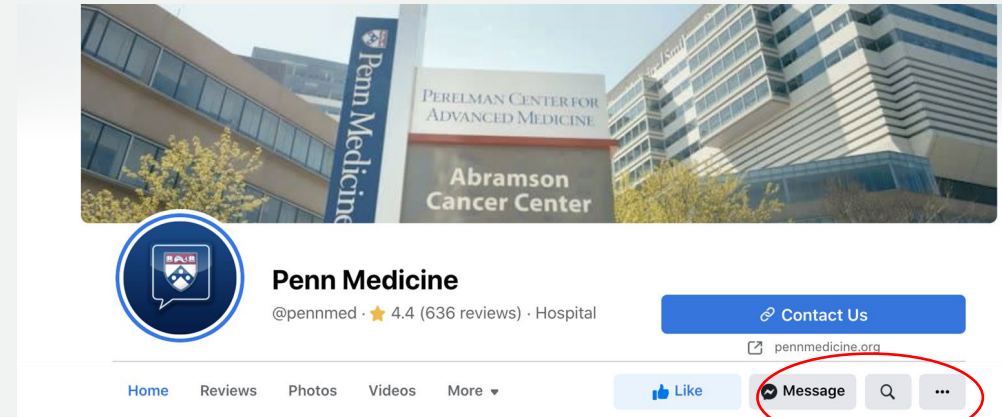 Penn Medicine
PERELMAN CENTER FOR
ADVANCED MEDICINE
Abramson
Cancer Center
Penn Medicine
@pennmed · ⭐ 4.4 (636 reviews) · Hospital
Contact Us
pennmedicine.org
Home Reviews Photos Videos More ▾ Like Message ...